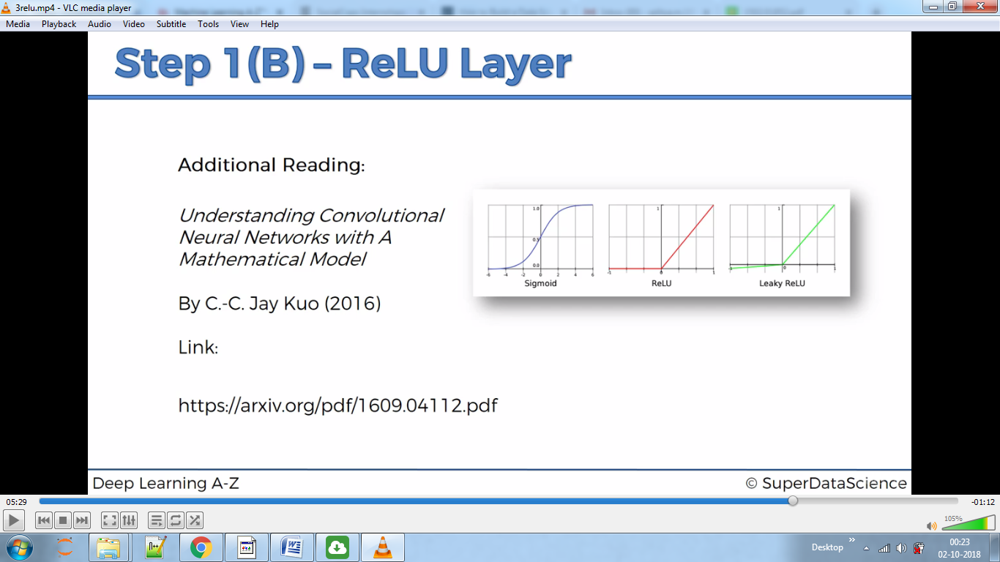 3relu.mp4 - VLC media player
Media Playback Audio Video Subtitle Tools View Help
Step 1(B) – ReLU Layer
Additional Reading:
Understanding Convolutional
Neural Networks with A
Mathematical Model
By C.-C. Jay Kuo (2016)
Link:
https://arxiv.org/pdf/1609.04112.pdf
1.0
0.5
0.0
-6 -4 -2 0 2 4 6
Sigmoid
1
-1 0 1
ReLU
1
-1 0 1
Leaky ReLU
Deep Learning A-Z
© SuperDataScience
05:29
-01:12
105%
Desktop
00:23
02-10-2018